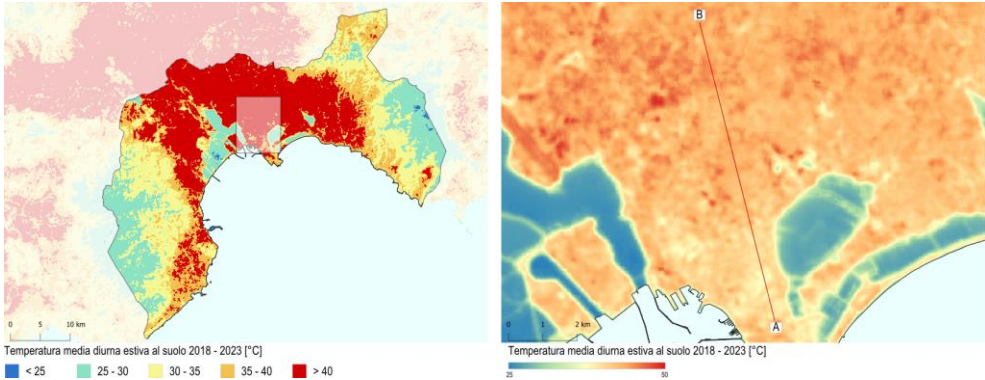 B
A
0 5 10 km
0 1 2 km
Temperatura media diurna estiva al suolo 2018 - 2023 [°C]
< 25 25 - 30 30 - 35 35 - 40 > 40
Temperatura media diurna estiva al suolo 2018 - 2023 [°C]
25 50